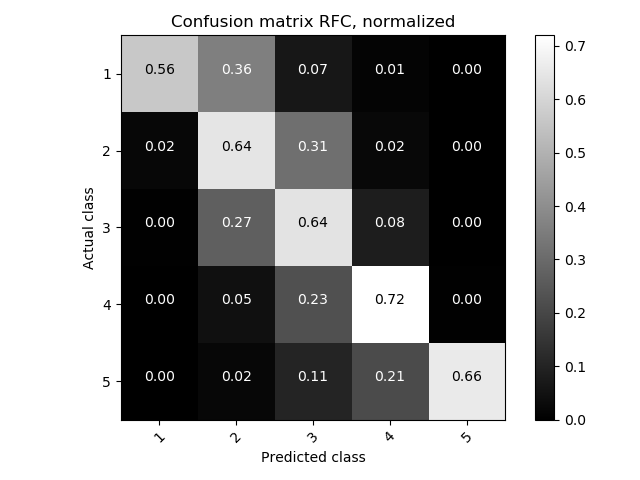 Confusion matrix RFC, normalized
Actual class
1 0.56 0.36 0.07 0.01 0.00
2 0.02 0.64 0.31 0.02 0.00
3 0.00 0.27 0.64 0.08 0.00
4 0.00 0.05 0.23 0.72 0.00
5 0.00 0.02 0.11 0.21 0.66
1 2 3 4 5
Predicted class
0.7
0.6
0.5
0.4
0.3
0.2
0.1
0.0